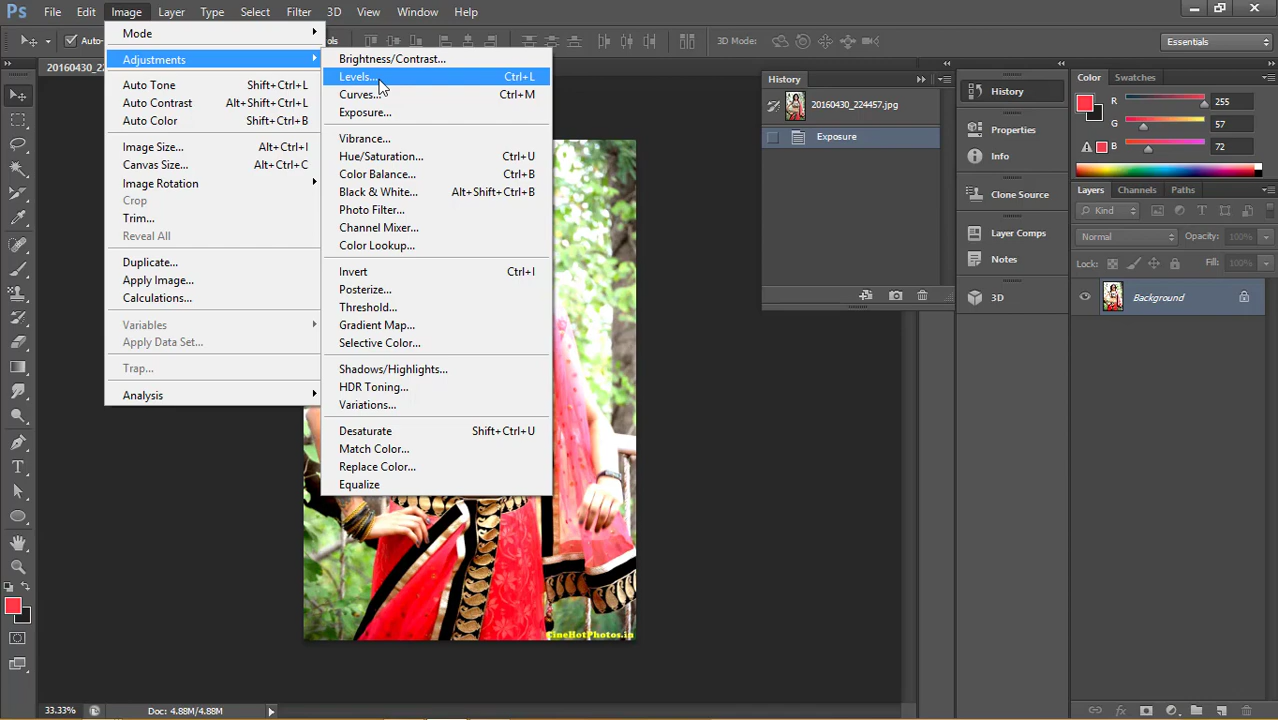 Ps File Edit Image Layer Type Select Filter 3D View Window Help
Auto-
ols
3D Mode:
Essentials
Mode
Adjustments
Auto Tone Shift+Ctrl+L
Auto Contrast Alt+Shift+Ctrl+L
Auto Color Shift+Ctrl+B
Image Size... Alt+Ctrl+I
Canvas Size... Alt+Ctrl+C
Image Rotation
Crop
Trim...
Reveal All
Duplicate...
Apply Image...
Calculations...
Variables
Apply Data Set...
Trap...
Analysis
Brightness/Contrast...
Levels... Ctrl+L
Curves... Ctrl+M
Exposure...
Vibrance...
Hue/Saturation... Ctrl+U
Color Balance... Ctrl+B
Black & White... Alt+Shift+Ctrl+B
Photo Filter...
Channel Mixer...
Color Lookup...
Invert Ctrl+I
Posterize...
Threshold...
Gradient Map...
Selective Color...
Shadows/Highlights...
HDR Toning...
Variations...
Desaturate Shift+Ctrl+U
Match Color...
Replace Color...
Equalize
20160430_22
History
20160430_224457.jpg
Exposure
History
Properties
Info
Clone Source
Layer Comps
Notes
3D
Color Swatches
R 255
G 57
B 72
Layers Channels Paths
Kind
Normal Opacity: 100%
Lock: Fill: 100%
Background
CineHotPhotos.in
33.33% Doc: 4.88M/4.88M